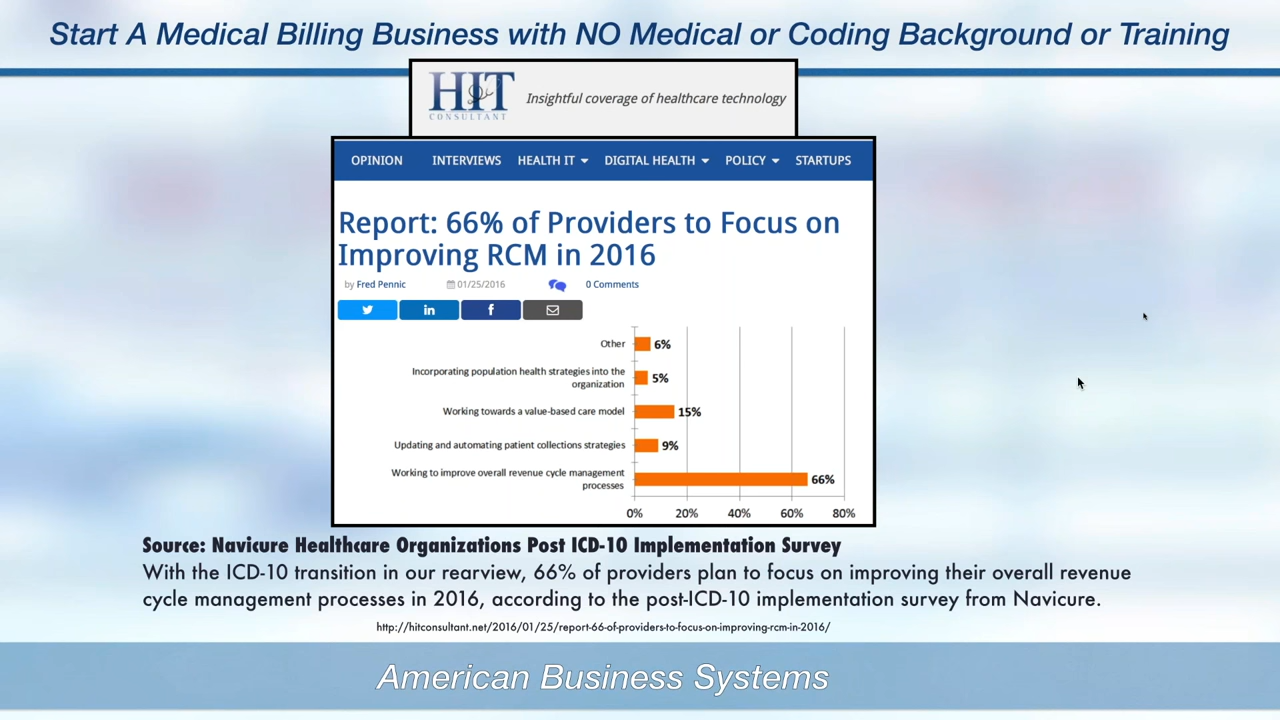 Start A Medical Billing Business with NO Medical or Coding Background or Training
HIT
CONSULTANT
Insightful coverage of healthcare technology
OPINION INTERVIEWS HEALTH IT DIGITAL HEALTH POLICY STARTUPS
Report: 66% of Providers to Focus on
Improving RCM in 2016
by Fred Pennic 01/25/2016 0 Comments
in f
Other 6%
Incorporating population health strategies into the
organization 5%
Working towards a value-based care model 15%
Updating and automating patient collections strategies 9%
Working to improve overall revenue cycle management
processes 66%
0% 20% 40% 60% 80%
Source: Navicure Healthcare Organizations Post ICD-10 Implementation Survey
With the ICD-10 transition in our rearview, 66% of providers plan to focus on improving their overall revenue
cycle management processes in 2016, according to the post-ICD-10 implementation survey from Navicure.
http://hitconsultant.net/2016/01/25/report-66-of-providers-to-focus-on-improving-rcm-in-2016/
American Business Systems